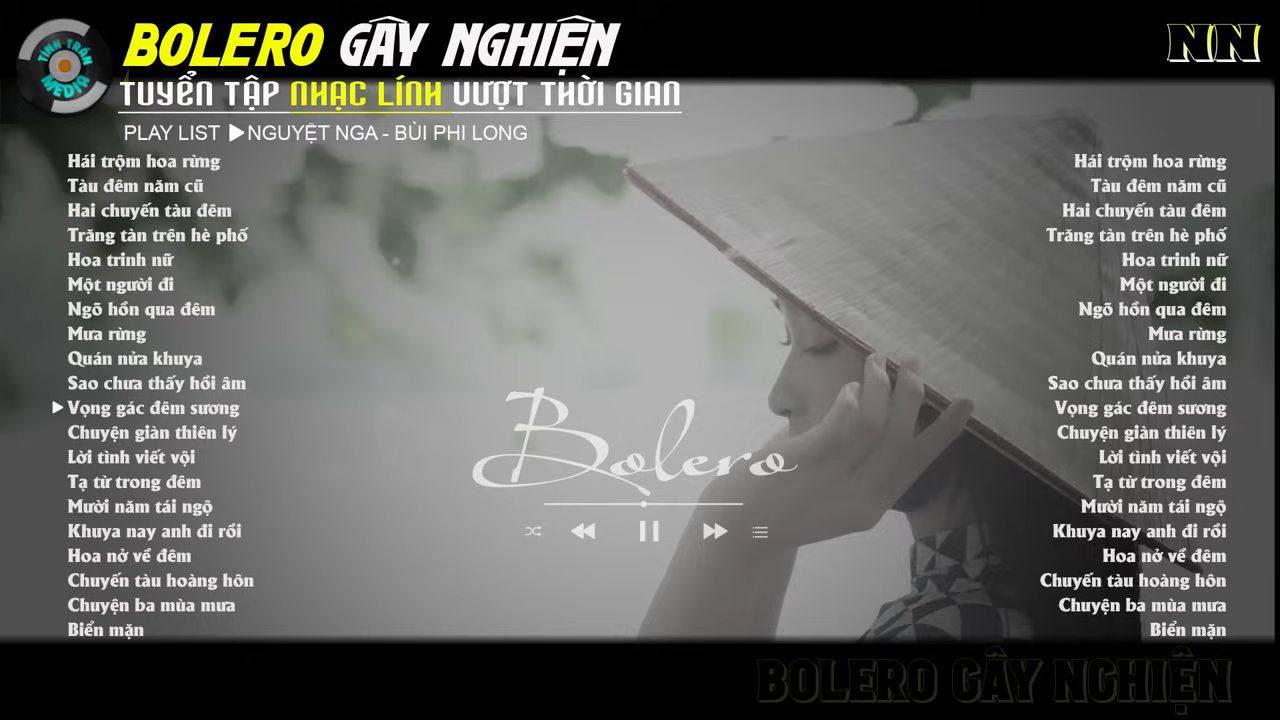 TÌNH TRẦN
MEDIA
BOLERO GÂY NGHIỆN
NN
TUYỂN TẬP NHẠC LÍNH VƯỢT THỜI GIAN
PLAY LIST ▶NGUYỆT NGA - BÙI PHI LONG
Hái trộm hoa rừng
Tàu đêm năm cũ
Hai chuyến tàu đêm
Trăng tàn trên hè phố
Hoa trinh nữ
Một người đi
Ngõ hồn qua đêm
Mưa rừng
Quán nửa khuya
Sao chưa thấy hồi âm
Vọng gác đêm sương
Chuyện giàn thiên lý
Lời tình viết vội
Tạ từ trong đêm
Mười năm tái ngộ
Khuya nay anh đi rồi
Hoa nở về đêm
Chuyến tàu hoàng hôn
Chuyện ba mùa mưa
Biển mặn
Hái trộm hoa rừng
Tàu đêm năm cũ
Hai chuyến tàu đêm
Trăng tàn trên hè phố
Hoa trinh nữ
Một người đi
Ngõ hồn qua đêm
Mưa rừng
Quán nửa khuya
Sao chưa thấy hồi âm
Vọng gác đêm sương
Chuyện giàn thiên lý
Lời tình viết vội
Tạ từ trong đêm
Mười năm tái ngộ
Khuya nay anh đi rồi
Hoa nở về đêm
Chuyến tàu hoàng hôn
Chuyện ba mùa mưa
Biển mặn
Bolero
BOLERO GÂY NGHIỆN